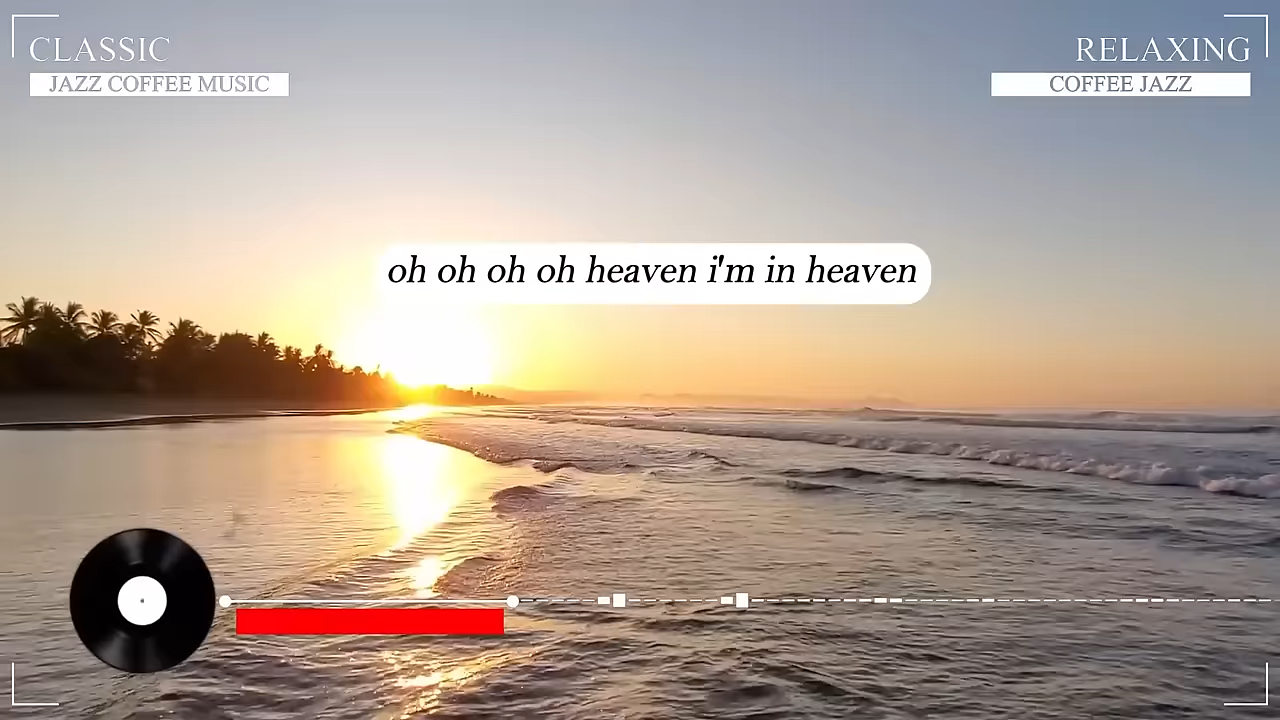 CLASSIC
JAZZ COFFEE MUSIC
RELAXING
COFFEE JAZZ
oh oh oh oh heaven i'm in heaven